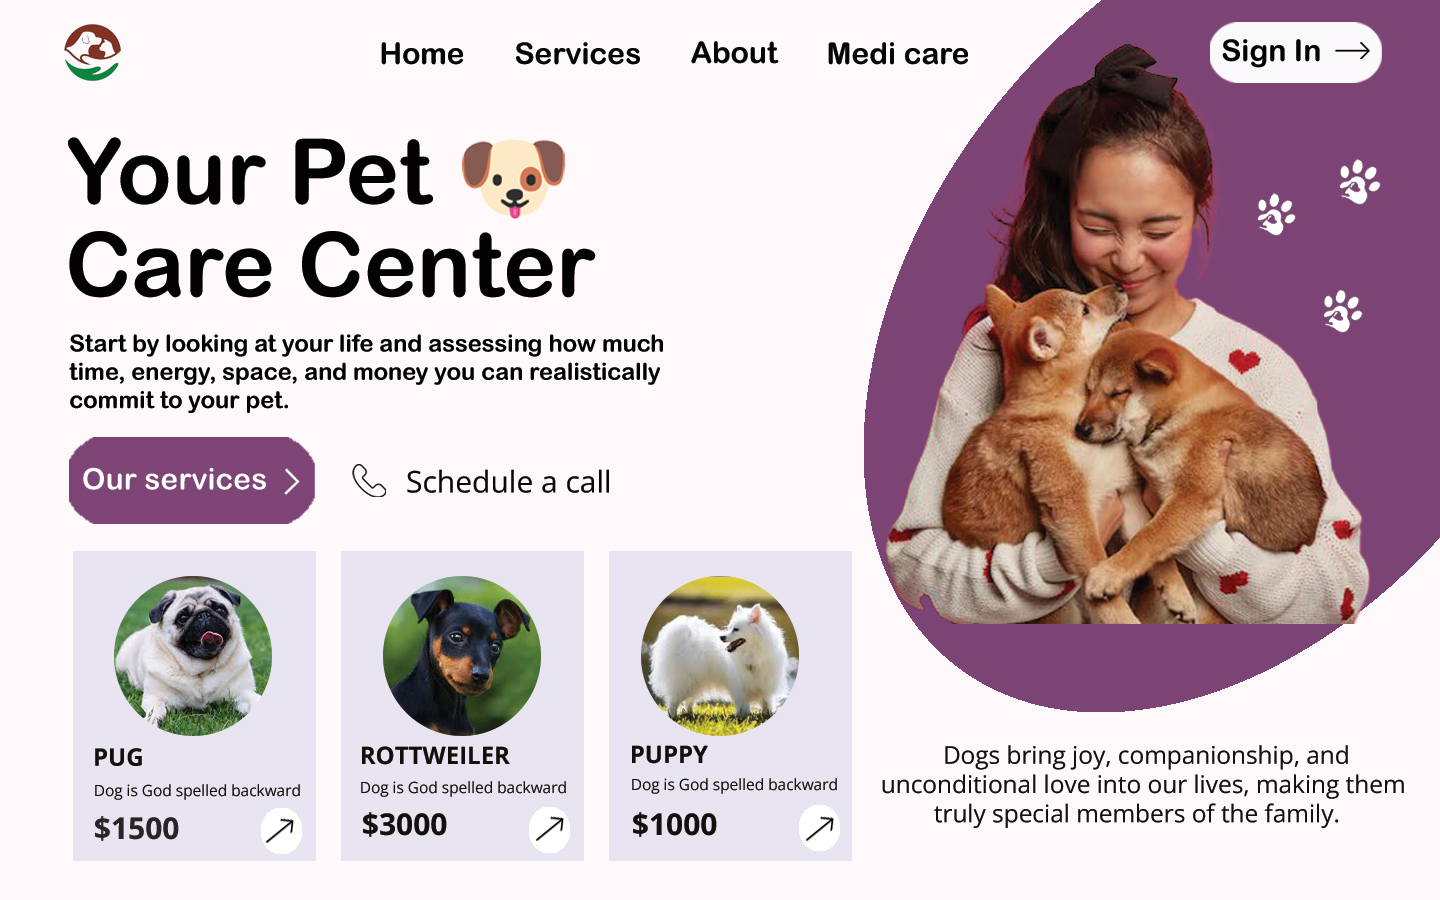 Home Services About Medi care Sign In
Your Pet
Care Center
Start by looking at your life and assessing how much
time, energy, space, and money you can realistically
commit to your pet.
Our services
Schedule a call
PUG
Dog is God spelled backward
$1500
ROTTWEILER
Dog is God spelled backward
$3000
PUPPY
Dog is God spelled backward
$1000
Dogs bring joy, companionship, and
unconditional love into our lives, making them
truly special members of the family.